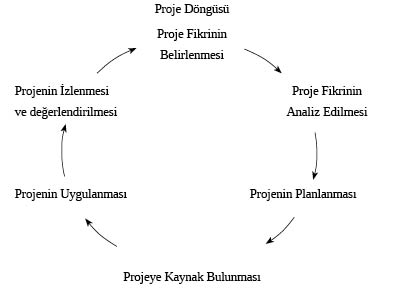 Proje Döngüsü
Proje Fikrinin
Belirlenmesi
Proje Fikrinin
Analiz Edilmesi
Projenin Planlanması
Projeye Kaynak Bulunması
Projenin Uygulanması
Projenin İzlenmesi
ve değerlendirilmesi